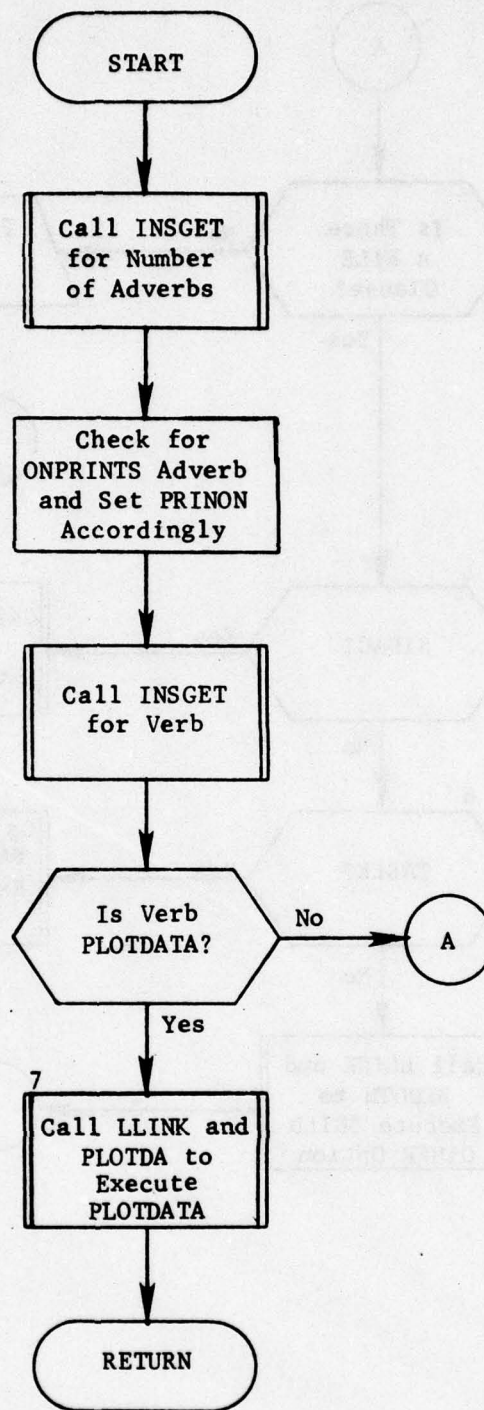 START
Call INSGET
for Number
of Adverbs
Check for
ONPRINTS Adverb
and Set PRINON
Accordingly
Call INSGET
for Verb
Is Verb
PLOTDATA?
No
A
Yes
7
Call LLINK and
PLOTDA to
Execute
PLOTDATA
RETURN